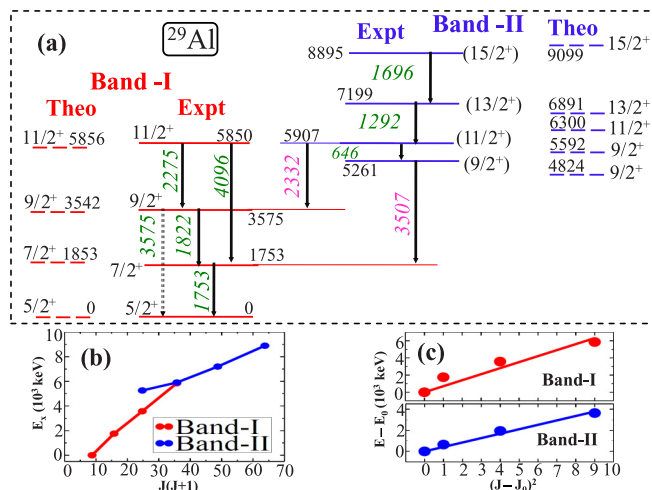 (a)
²⁹Al
Expt Band-II Theo
Band -I
Theo Expt
8895 (15/2⁺)
15/2⁺
9099
1696
7199 (13/2⁺)
6891 13/2⁺
1292
6300 11/2⁺
11/2⁺ 5856
11/2⁺ 5850
5907 (11/2⁺)
646
5592 9/2⁺
5261 (9/2⁺)
4824 9/2⁺
2275
4096
2332
9/2⁺ 3542
9/2⁺
3575
3575
1822
3507
7/2⁺ 1853
1753
7/2⁺
1753
5/2⁺ 0
5/2⁺ 0
(b)
Eₓ (10³ keV)
10
8
6
4
2
0
Band-I
Band-II
0 10 20 30 40 50 60 70
J(J+1)
(c)
E−E₀ (10³ keV)
6
4
2
0
Band-I
4
2
0
Band-II
0 1 2 3 4 5 6 7 8 9 10
(J−J₀)²